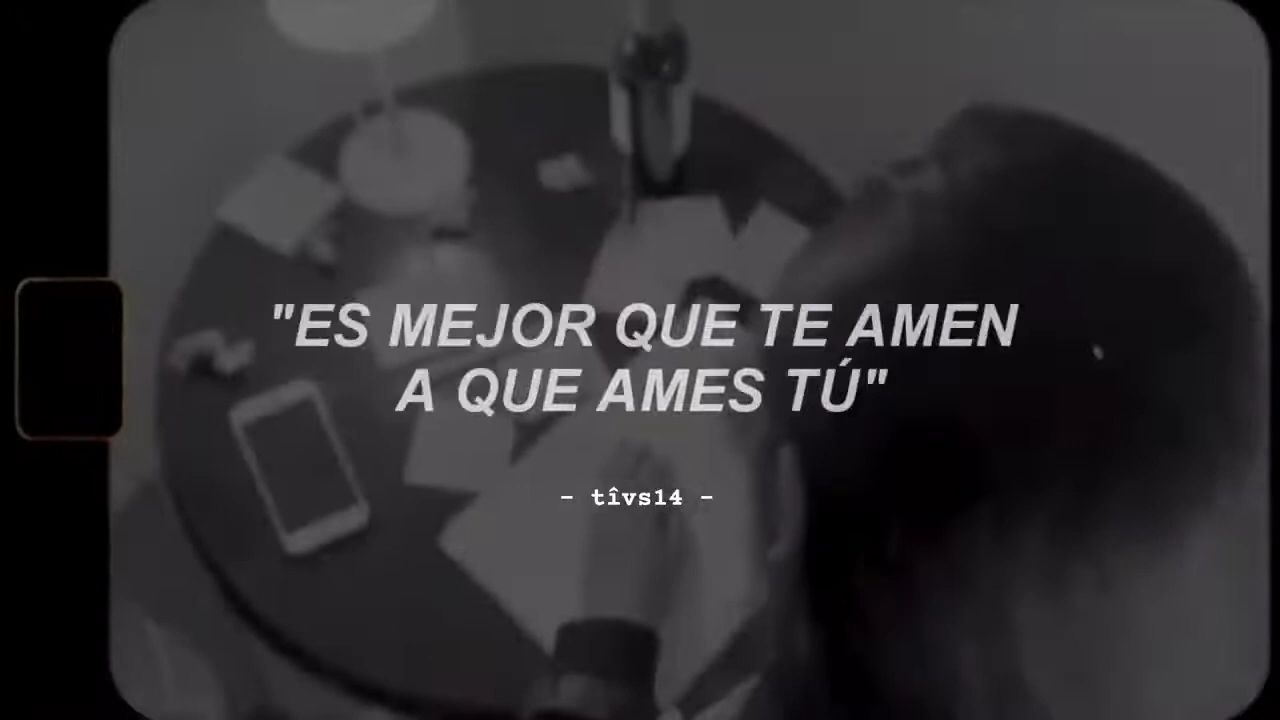 "ES MEJOR QUE TE AMEN
A QUE AMES TÚ"
- tîvs14 -